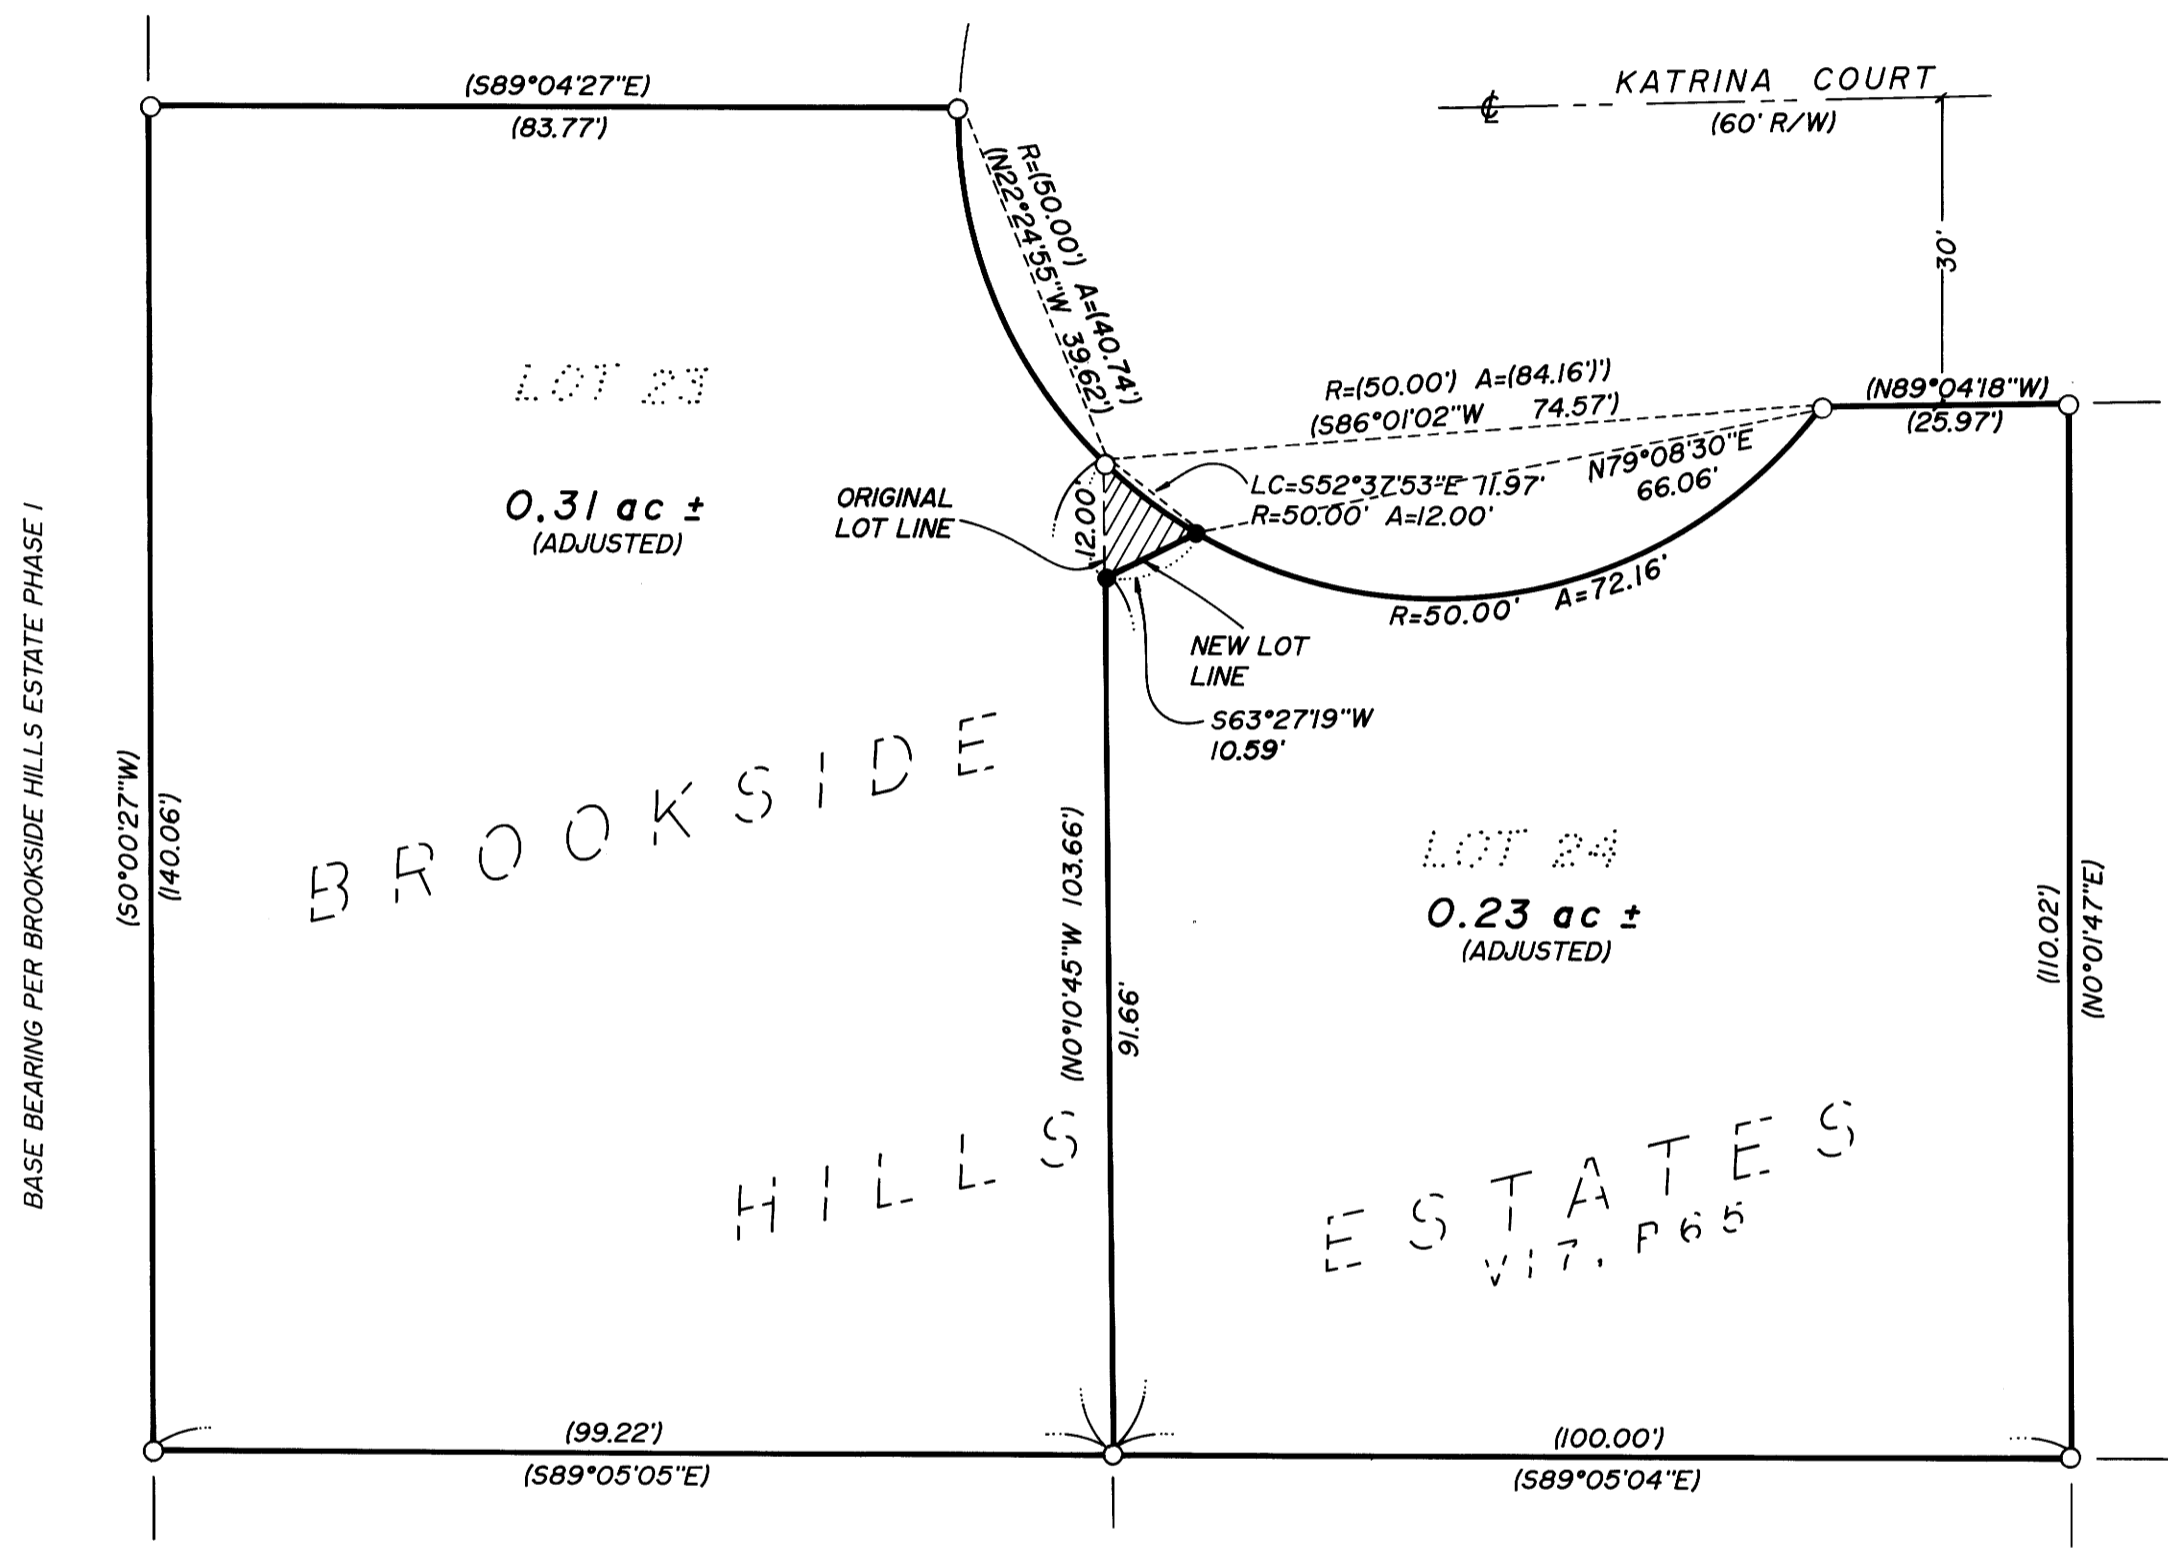 (S89°04'27"E)
(83.77')
KATRINA COURT
℄
(60' R/W)
30'
R=(50.00') A=(40.74')
(N22°24'55"W 39.62')
R=(50.00') A=(84.16')')
(S86°01'02"W 74.57')
(N89°04'18"W)
(25.97')
N79°08'30"E
66.06'
LOT 23
0.31 ac ±
(ADJUSTED)
ORIGINAL
LOT LINE
12.00'
LC=S52°37'53"E 11.97'
R=50.00' A=12.00'
R=50.00' A=72.16'
NEW LOT
LINE
S63°27'19"W
10.59'
BASE BEARING PER BROOKSIDE HILLS ESTATE PHASE I
(S0°00'27"W)
(140.06')
BROOKSIDE
(N0°10'45"W 103.66')
91.66'
LOT 24
0.23 ac ±
(ADJUSTED)
(110.02')
(N0°01'47"E)
HILLS
ESTATES
V17, P65
(99.22')
(S89°05'05"E)
(100.00')
(S89°05'04"E)